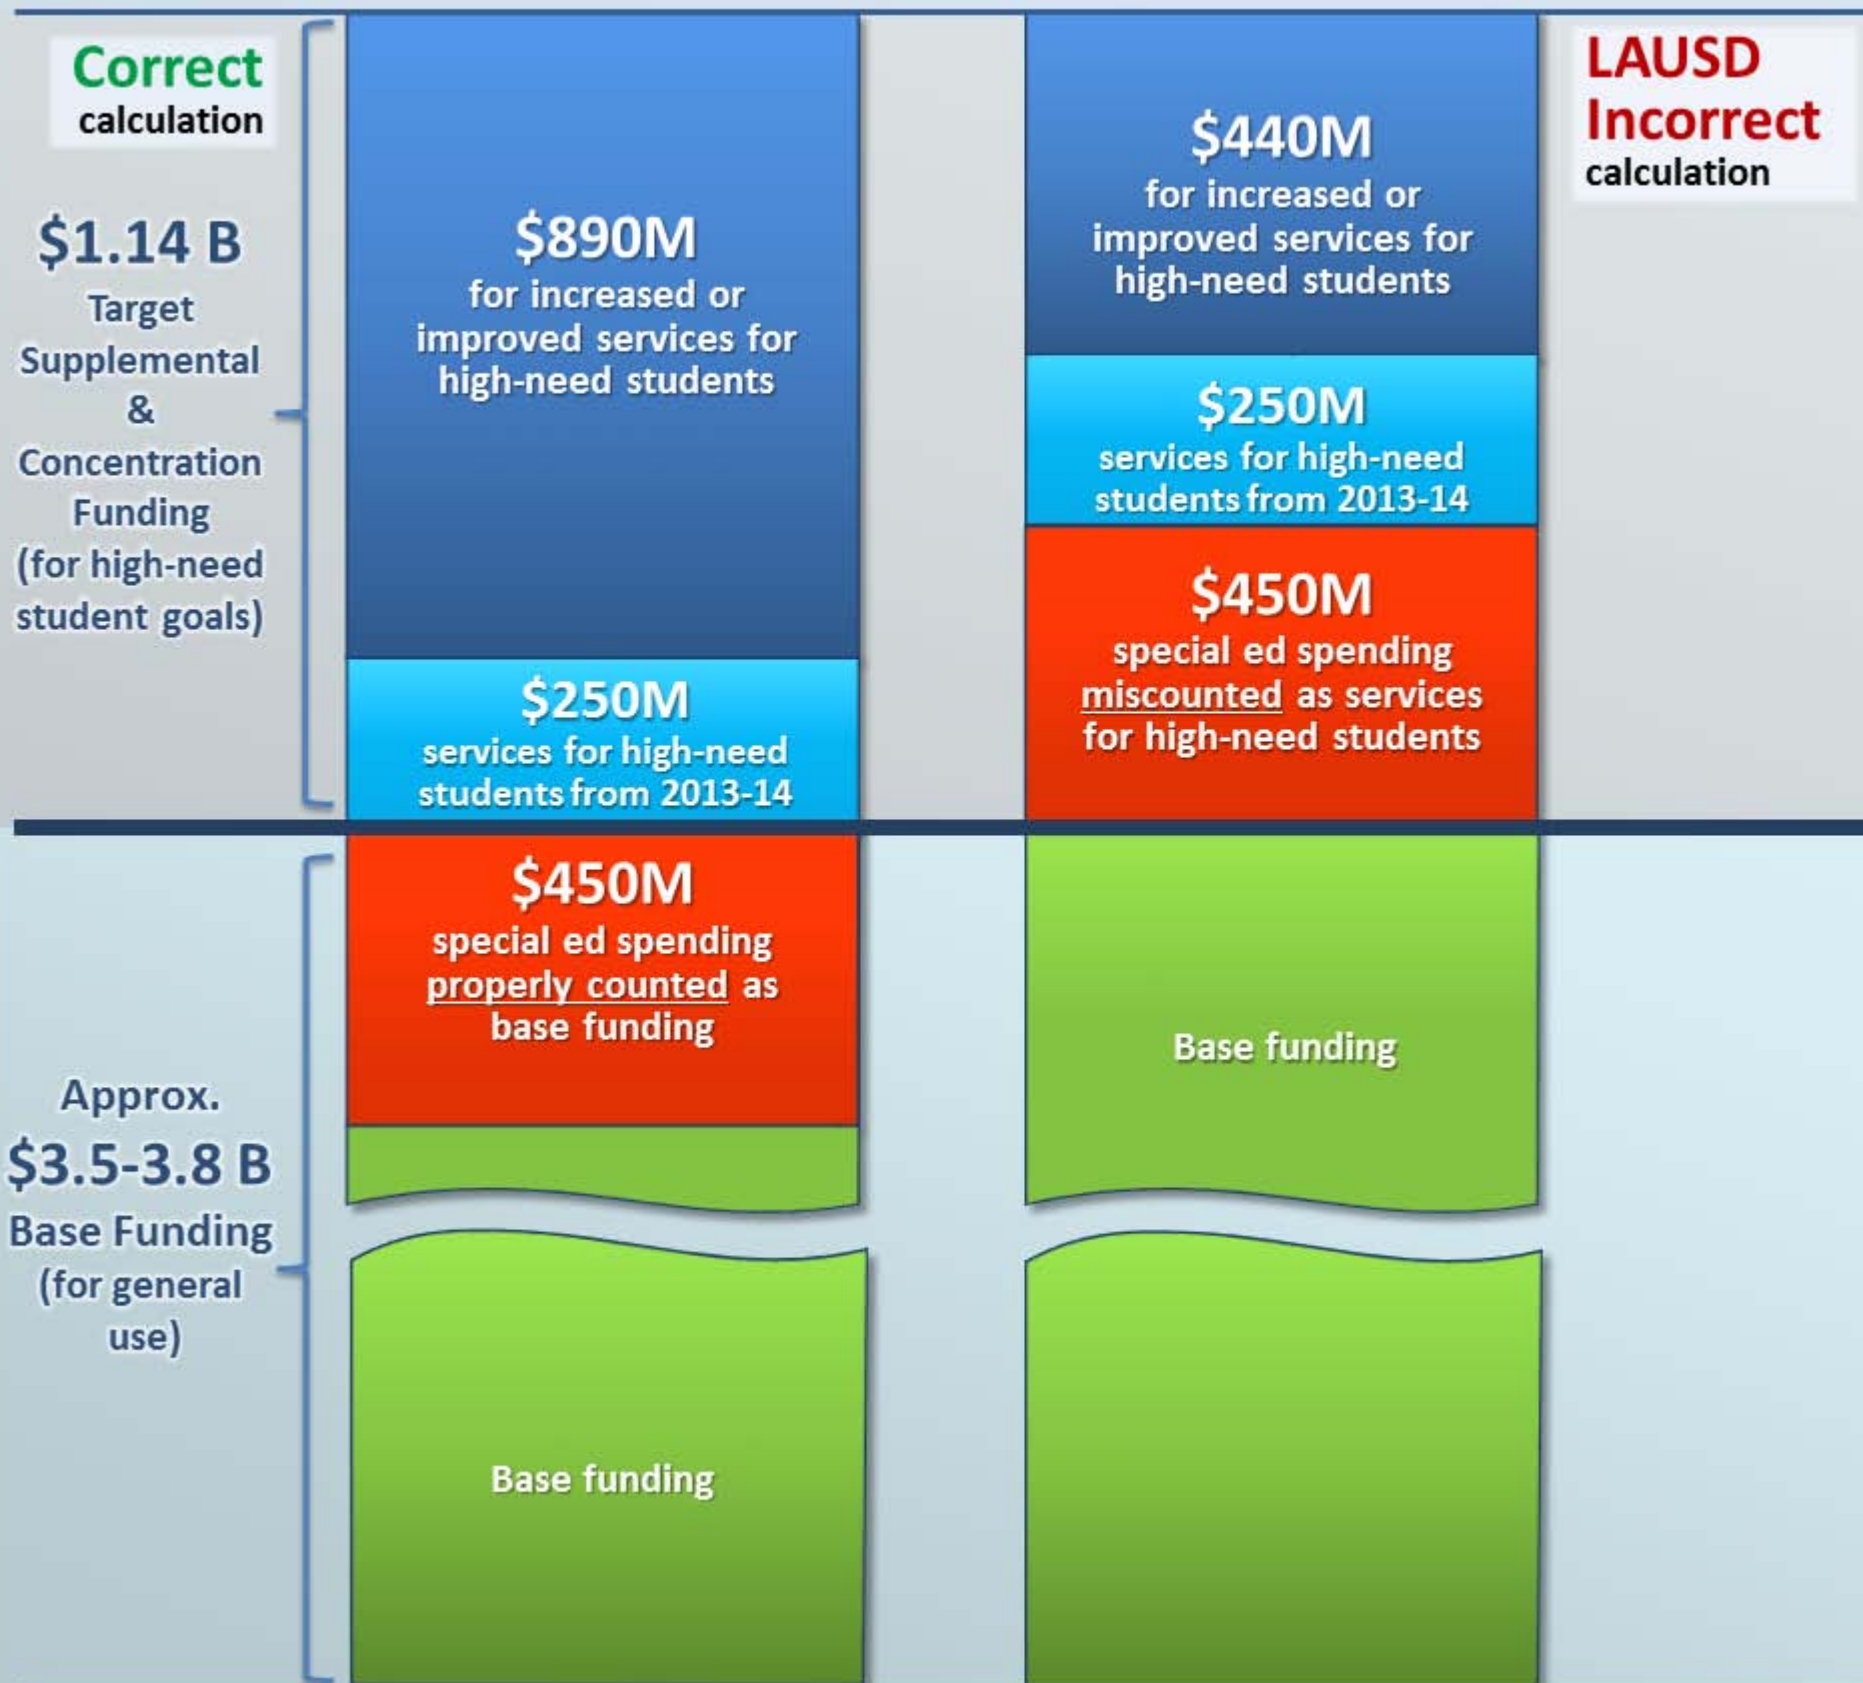 Correct
calculation
$1.14 B
Target
Supplemental
&
Concentration
Funding
(for high-need
student goals)
$890M
for increased or
improved services for
high-need students
$250M
services for high-need
students from 2013-14
$440M
for increased or
improved services for
high-need students
$250M
services for high-need
students from 2013-14
$450M
special ed spending
miscounted as services
for high-need students
LAUSD
Incorrect
calculation
Approx.
$3.5-3.8 B
Base Funding
(for general
use)
$450M
special ed spending
properly counted as
base funding
Base funding
Base funding